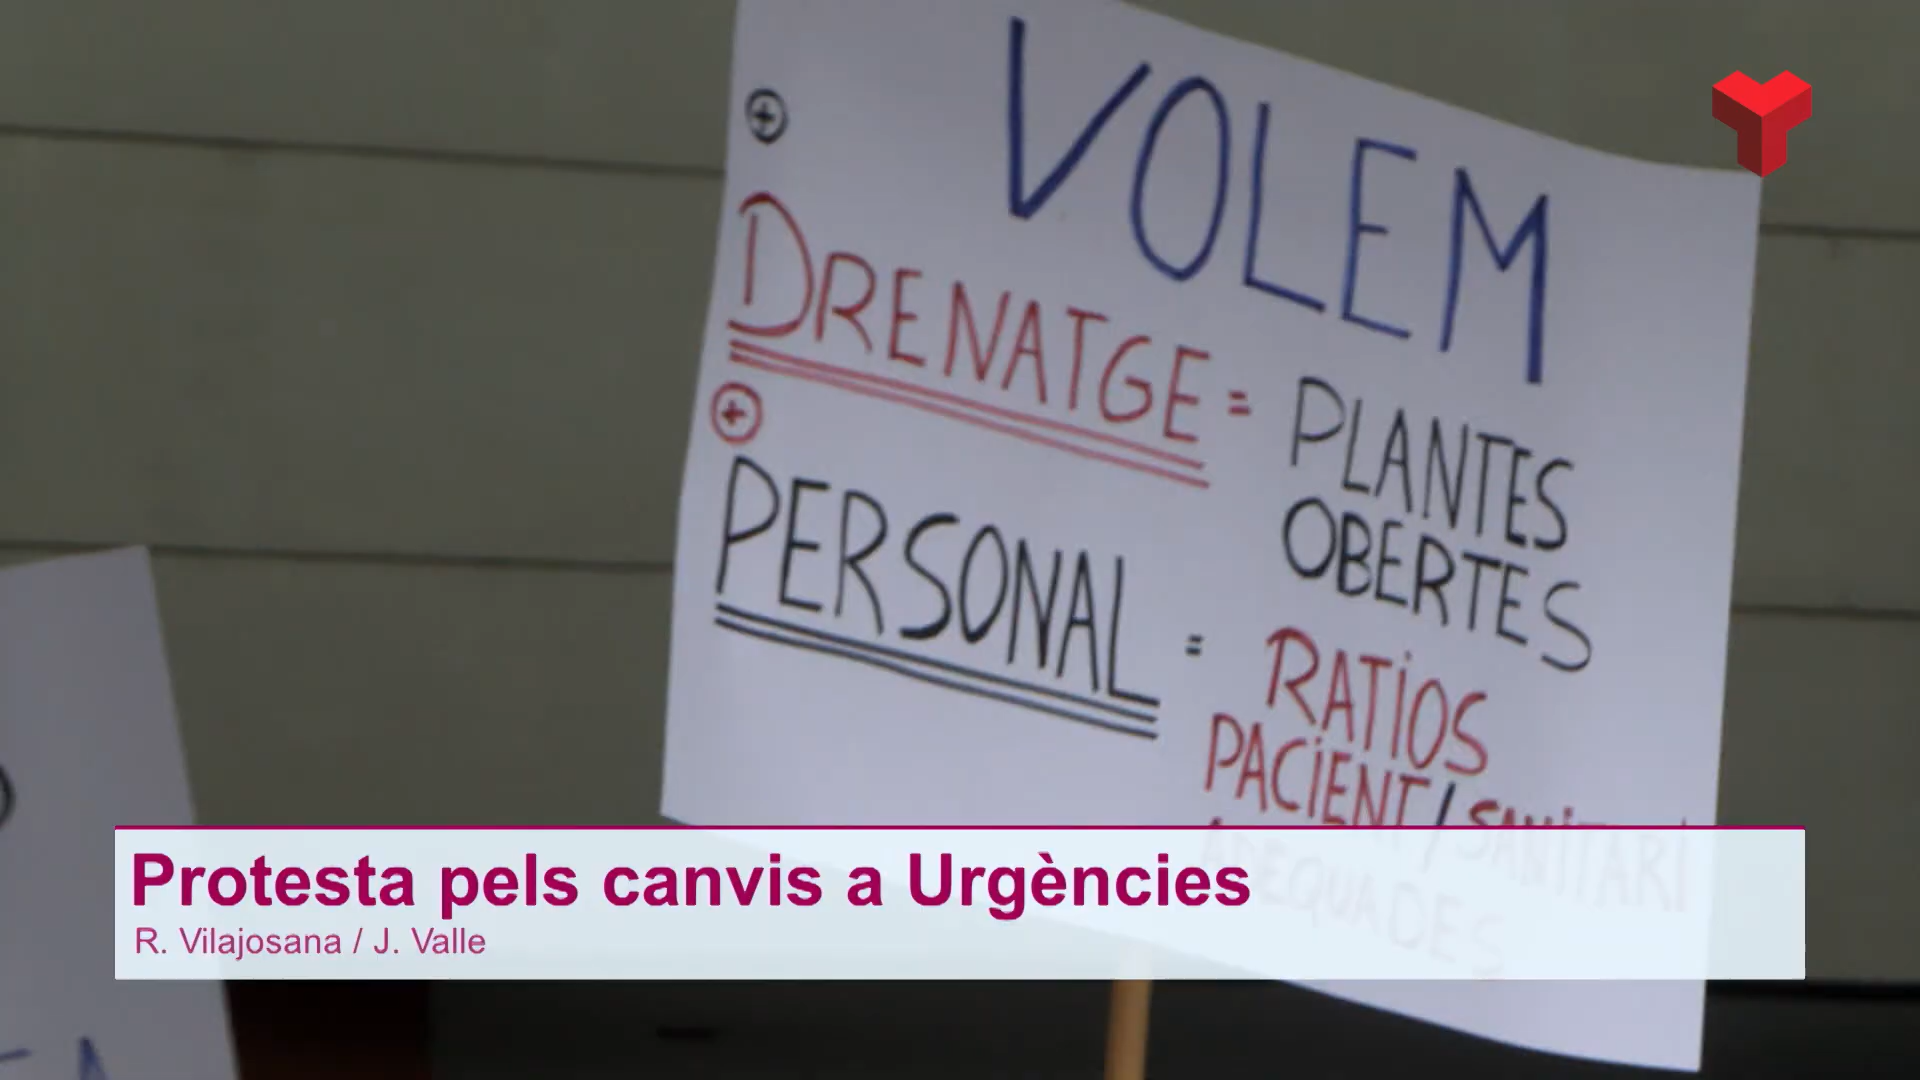 VOLEM
⊕
DRENATGE = PLANTES
OBERTES
⊕
PERSONAL = RATIOS
PACIENT / SANITARI
ADEQUADES
Protesta pels canvis a Urgències
R. Vilajosana / J. Valle